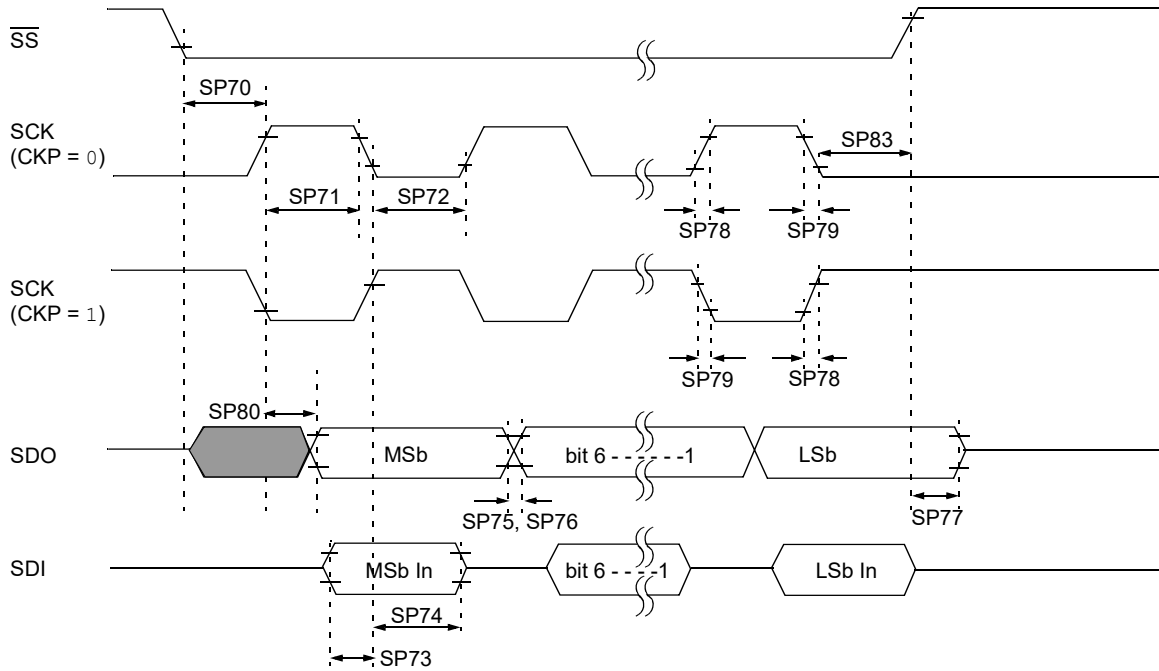 SS
SP70
SCK
(CKP = 0)
SP83
SP71
SP72
SP78
SP79
SCK
(CKP = 1)
SP79
SP78
SP80
SDO
MSb
bit 6 - - - - - -1
LSb
SP75, SP76
SP77
SDI
MSb In
bit 6 - - - -1
LSb In
SP74
SP73